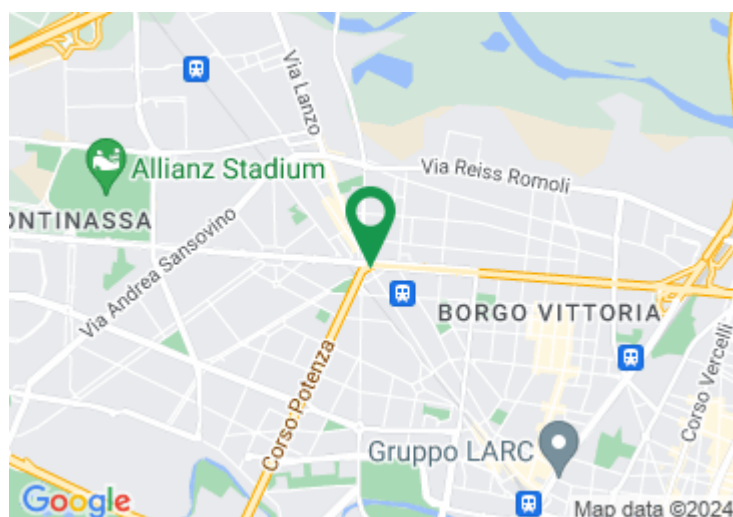 Via Lanzo
Allianz Stadium
Via Reiss Romoli
ONTINASSA
Via Andrea Sansovino
BORGO VITTORIA
Corso Potenza
Corso Vercelli
Gruppo LARC
Google
Map data ©2024